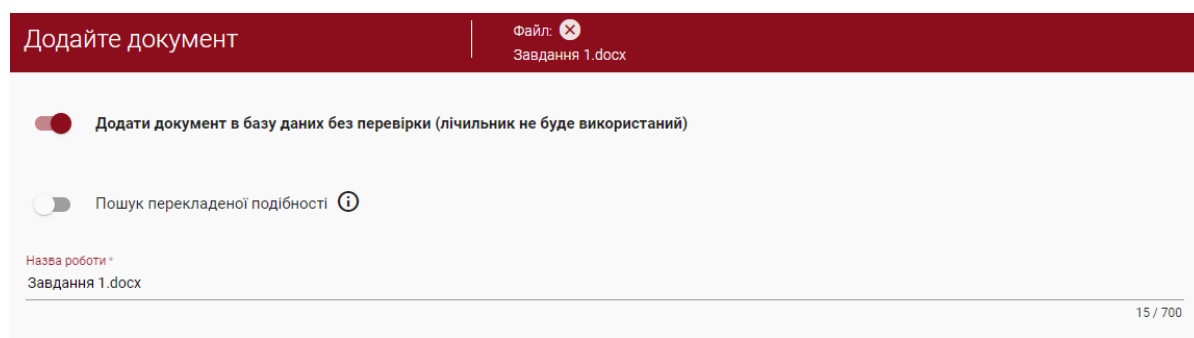 Додайте документ
Файл:
Завдання 1.docx
Додати документ в базу даних без перевірки (лічильник не буде використаний)
Пошук перекладеної подібності
Назва роботи *
Завдання 1.docx
15 / 700